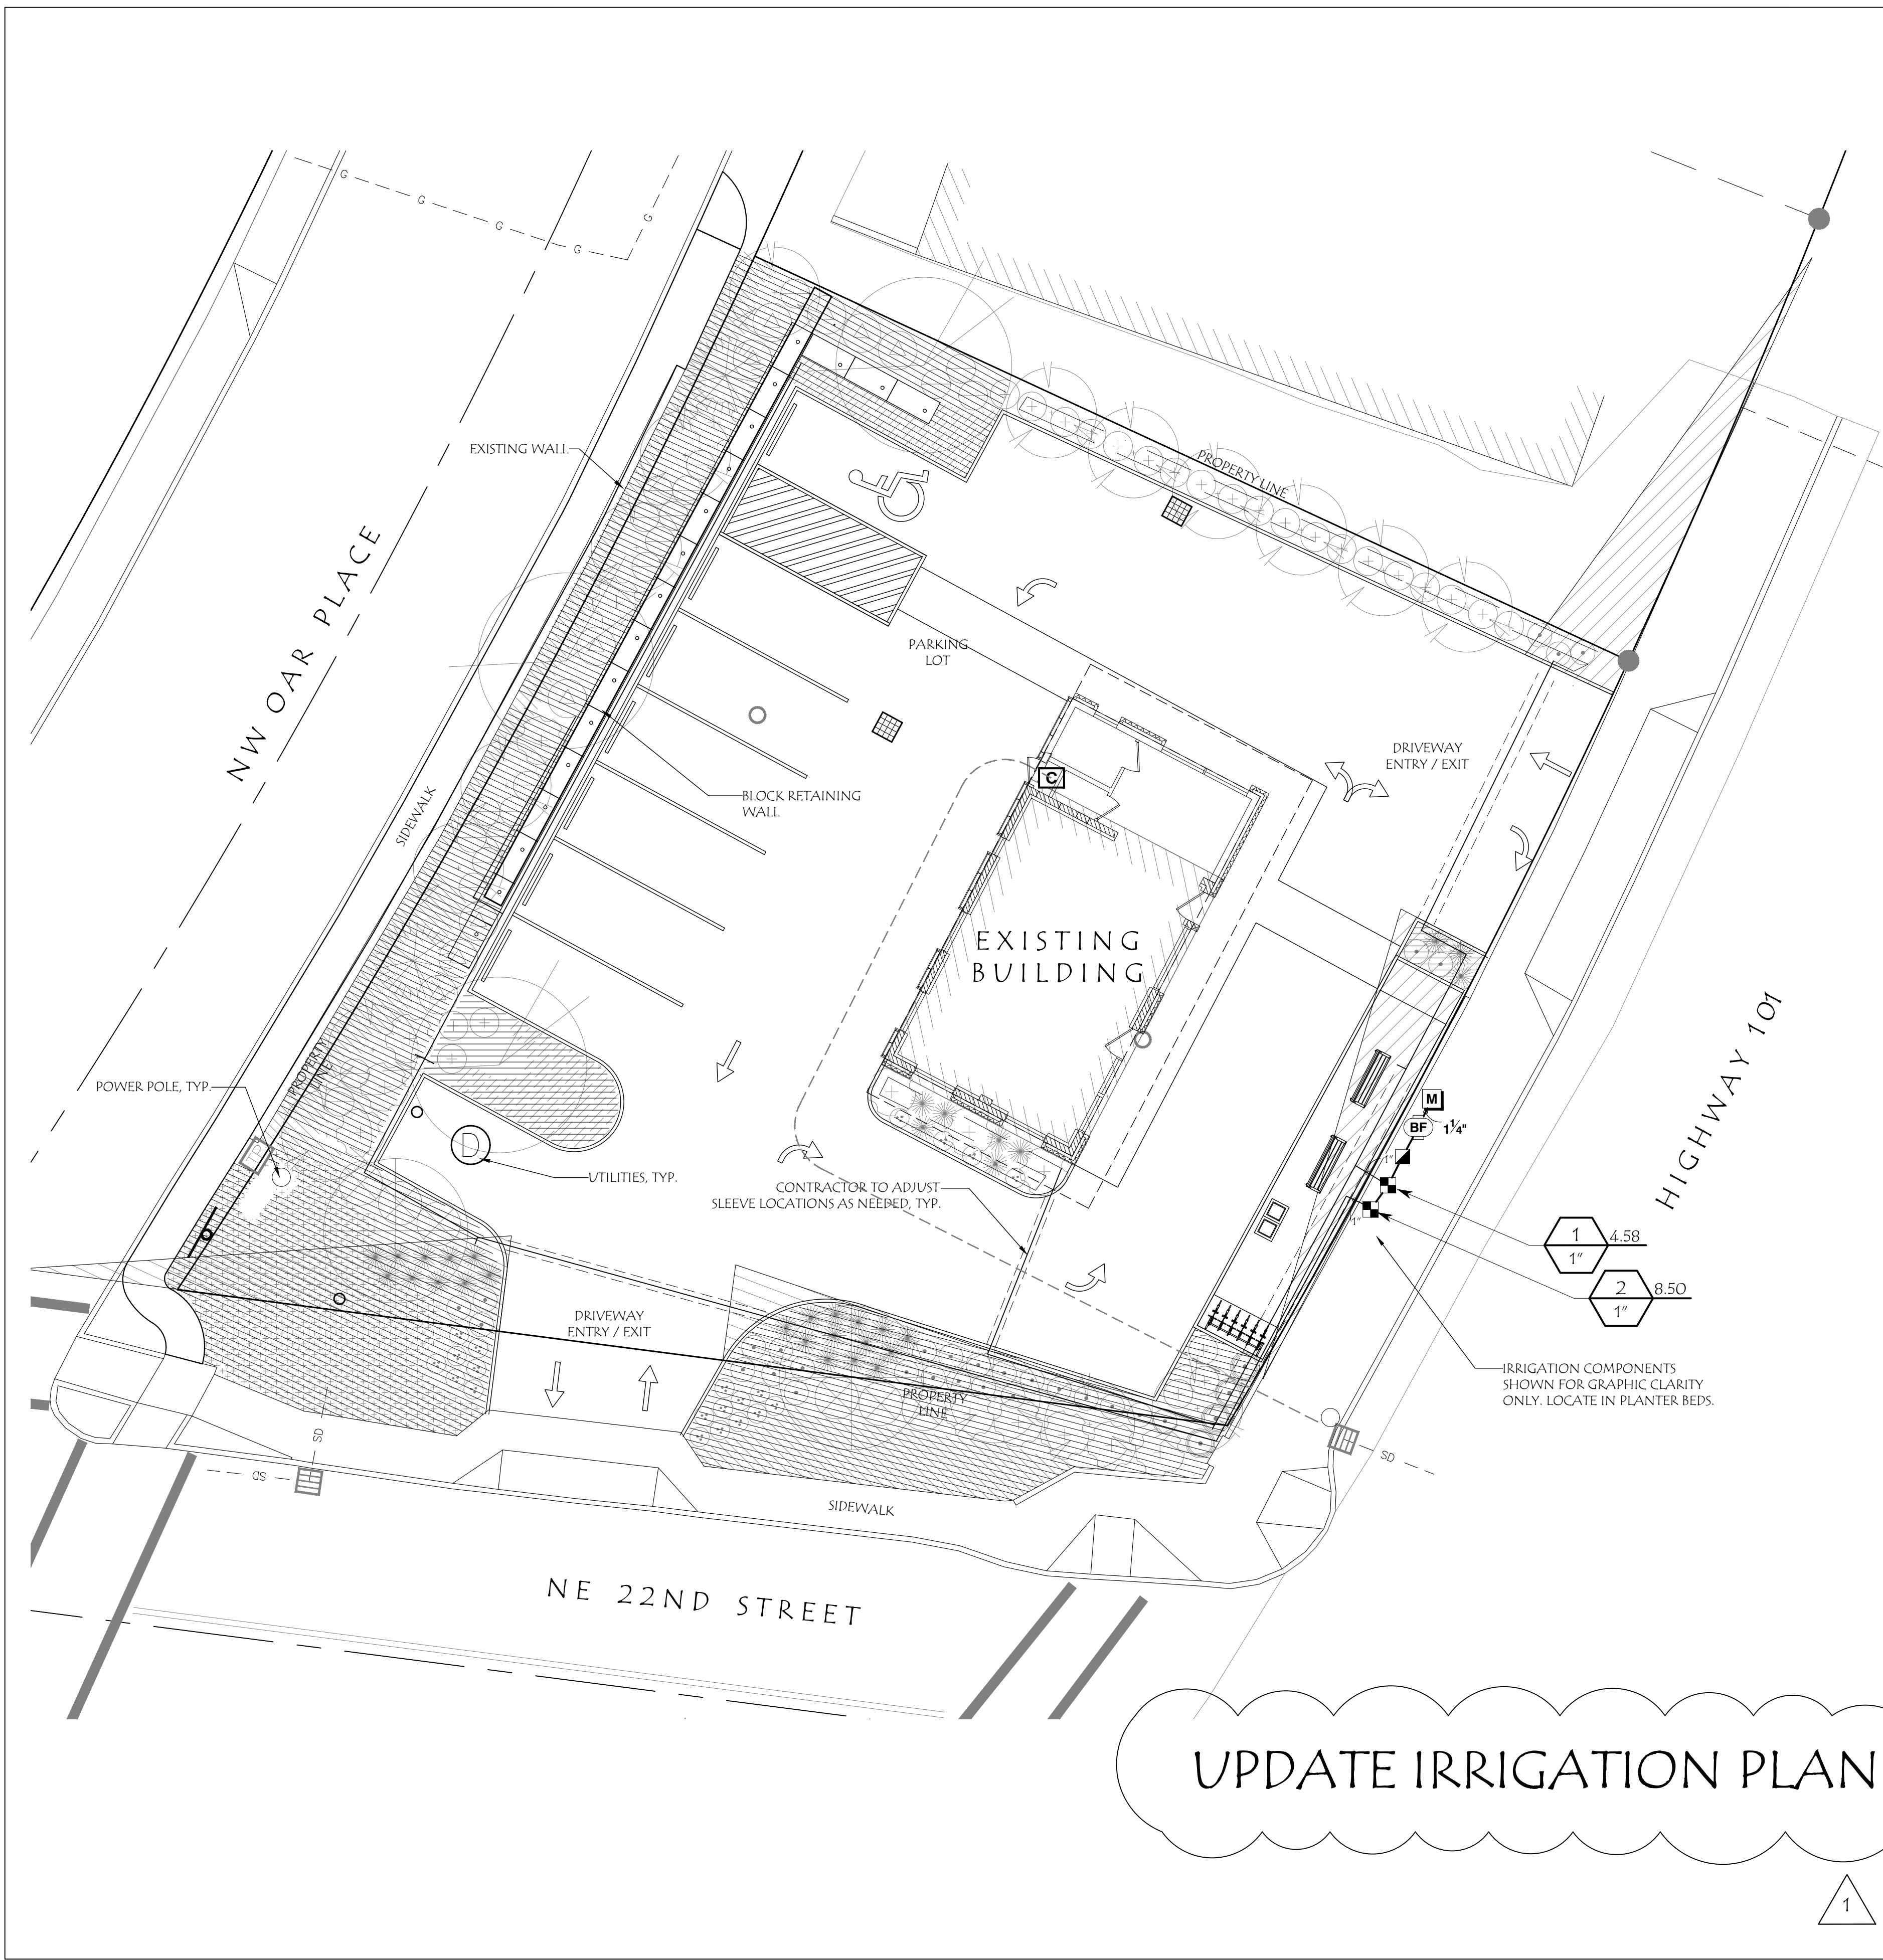 G
G
G
G
G
EXISTING WALL
PROPERTY LINE
NW OAR PLACE
PARKING
LOT
DRIVEWAY
ENTRY / EXIT
C
BLOCK RETAINING
WALL
SIDEWALK
EXISTING
BUILDING
HIGHWAY 101
PROPERTY
LINE
POWER POLE, TYP.
M
BF
1¼"
D
UTILITIES, TYP.
1"
CONTRACTOR TO ADJUST
SLEEVE LOCATIONS AS NEEDED, TYP.
1"
1
4.58
1"
2
8.50
1"
DRIVEWAY
ENTRY / EXIT
IRRIGATION COMPONENTS
SHOWN FOR GRAPHIC CLARITY
ONLY. LOCATE IN PLANTER BEDS.
PROPERTY
LINE
SD
SD
SD
SIDEWALK
NE 22ND STREET
UPDATE IRRIGATION PLAN
1